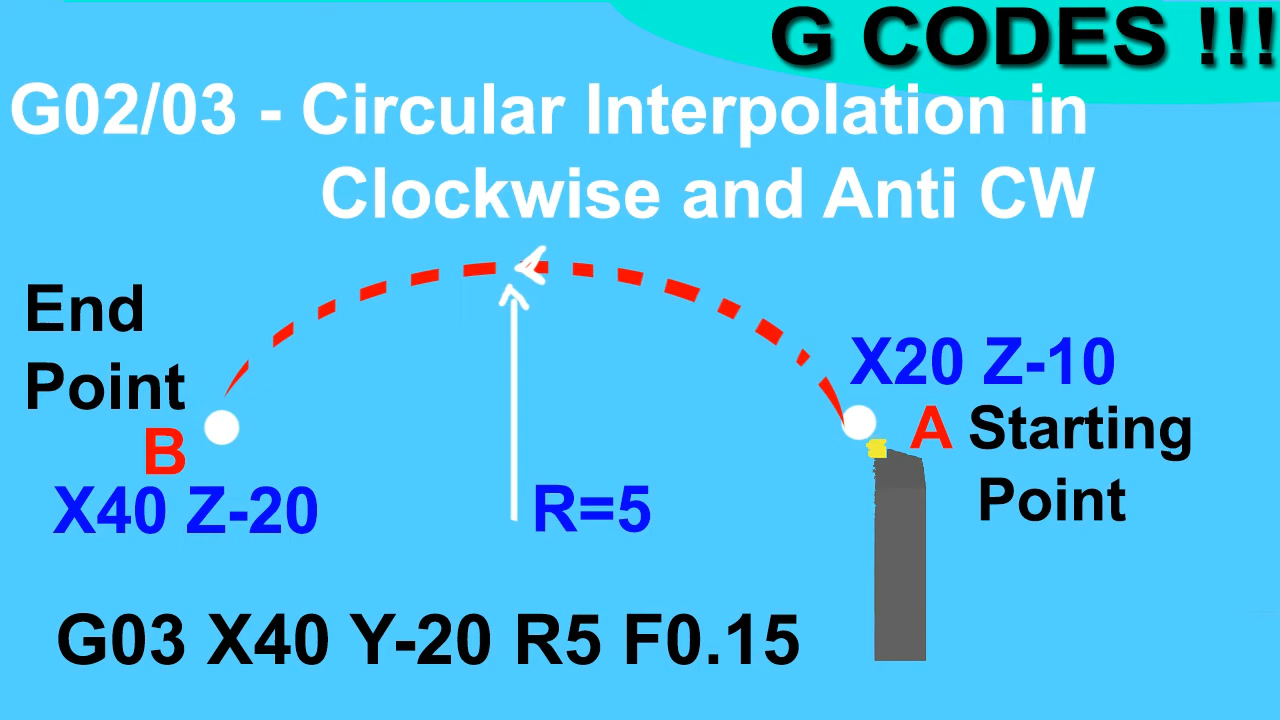 G CODES !!!
G02/03 - Circular Interpolation in
Clockwise and Anti CW
End
Point
B
X40 Z-20
R=5
X20 Z-10
A Starting
Point
G03 X40 Y-20 R5 F0.15